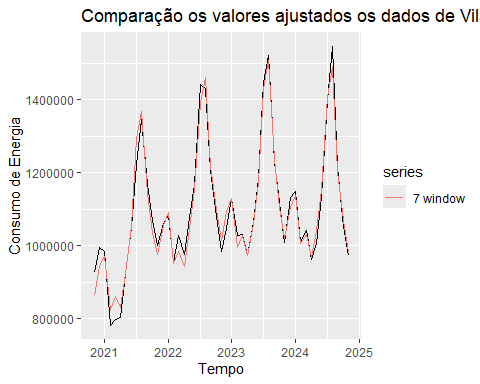 Comparação os valores ajustados os dados de Vil
Consumo de Energia
1400000
1200000
1000000
800000
2021
2022
2023
2024
2025
Tempo
series
7 window